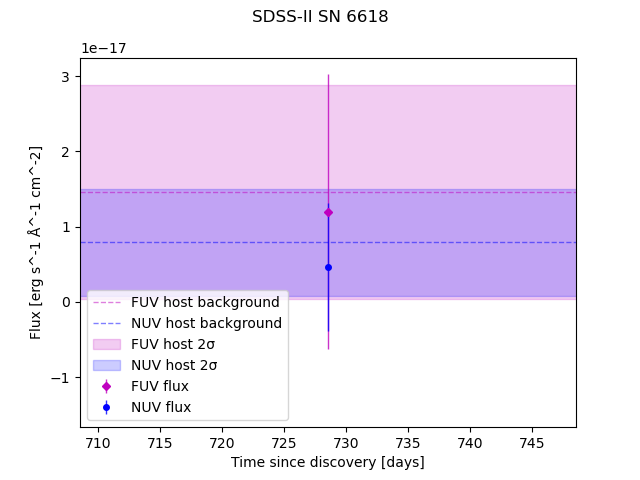 SDSS-II SN 6618
1e−17
3
2
1
0
−1
Flux [erg s^-1 Å^-1 cm^-2]
FUV host background
NUV host background
FUV host 2σ
NUV host 2σ
FUV flux
NUV flux
710 715 720 725 730 735 740 745
Time since discovery [days]